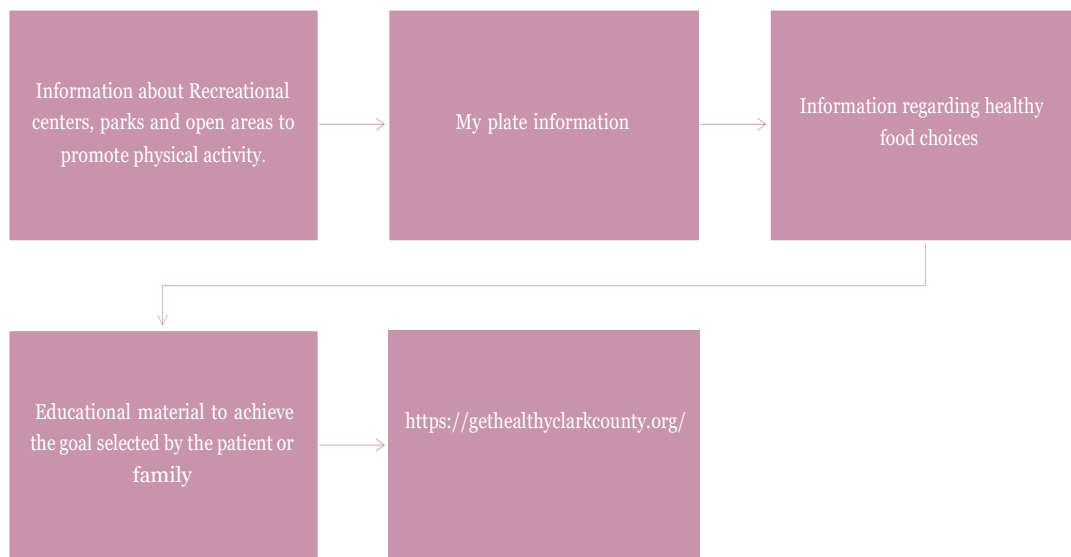 Information about Recreational
centers, parks and open areas to
promote physical activity.
My plate information
Information regarding healthy
food choices
Educational material to achieve
the goal selected by the patient or
family
https://gethealthyclarkcounty.org/